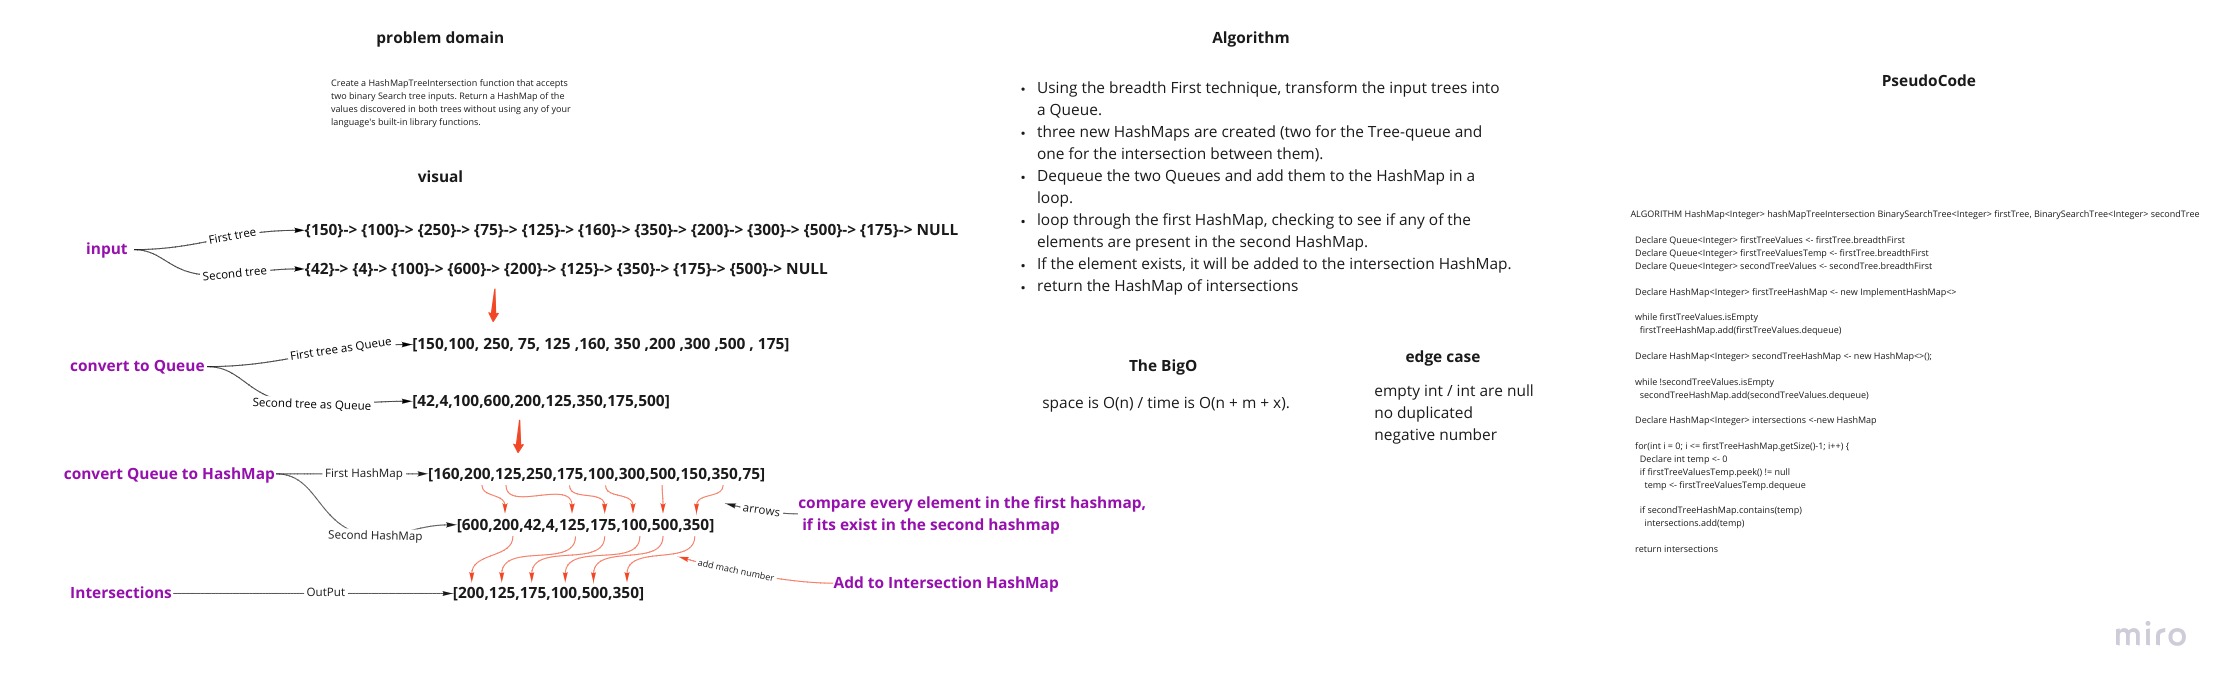 problem domain
Create a HashMapTreeIntersection function that accepts
two binary Search tree inputs. Return a HashMap of the
values discovered in both trees without using any of your
language's built-in library functions.
visual
input
First tree
{150}-> {100}-> {250}-> {75}-> {125}-> {160}-> {350}-> {200}-> {300}-> {500}-> {175}-> NULL
Second tree
{42}-> {4}-> {100}-> {600}-> {200}-> {125}-> {350}-> {175}-> {500}-> NULL
convert to Queue
First tree as Queue
[150,100, 250, 75, 125 ,160, 350 ,200 ,300 ,500 , 175]
Second tree as Queue
[42,4,100,600,200,125,350,175,500]
convert Queue to HashMap
First HashMap
[160,200,125,250,175,100,300,500,150,350,75]
arrows
compare every element in the first hashmap,
if its exist in the second hashmap
Second HashMap
[600,200,42,4,125,175,100,500,350]
add mach number
Add to Intersection HashMap
Intersections
OutPut
[200,125,175,100,500,350]
Algorithm
• Using the breadth First technique, transform the input trees into
a Queue.
• three new HashMaps are created (two for the Tree-queue and
one for the intersection between them).
• Dequeue the two Queues and add them to the HashMap in a
loop.
• loop through the first HashMap, checking to see if any of the
elements are present in the second HashMap.
• If the element exists, it will be added to the intersection HashMap.
• return the HashMap of intersections
The BigO
space is O(n) / time is O(n + m + x).
edge case
empty int / int are null
no duplicated
negative number
PseudoCode
ALGORITHM HashMap<Integer> hashMapTreeIntersection BinarySearchTree<Integer> firstTree, BinarySearchTree<Integer> secondTree
Declare Queue<Integer> firstTreeValues <- firstTree.breadthFirst
Declare Queue<Integer> firstTreeValuesTemp <- firstTree.breadthFirst
Declare Queue<Integer> secondTreeValues <- secondTree.breadthFirst
Declare HashMap<Integer> firstTreeHashMap <- new ImplementHashMap<>
while firstTreeValues.isEmpty
firstTreeHashMap.add(firstTreeValues.dequeue)
Declare HashMap<Integer> secondTreeHashMap <- new HashMap<>();
while !secondTreeValues.isEmpty
secondTreeHashMap.add(secondTreeValues.dequeue)
Declare HashMap<Integer> intersections <-new HashMap
for(int i = 0; i <= firstTreeHashMap.getSize()-1; i++) {
Declare int temp <- 0
if firstTreeValuesTemp.peek() != null
temp <- firstTreeValuesTemp.dequeue
if secondTreeHashMap.contains(temp)
intersections.add(temp)
return intersections
miro